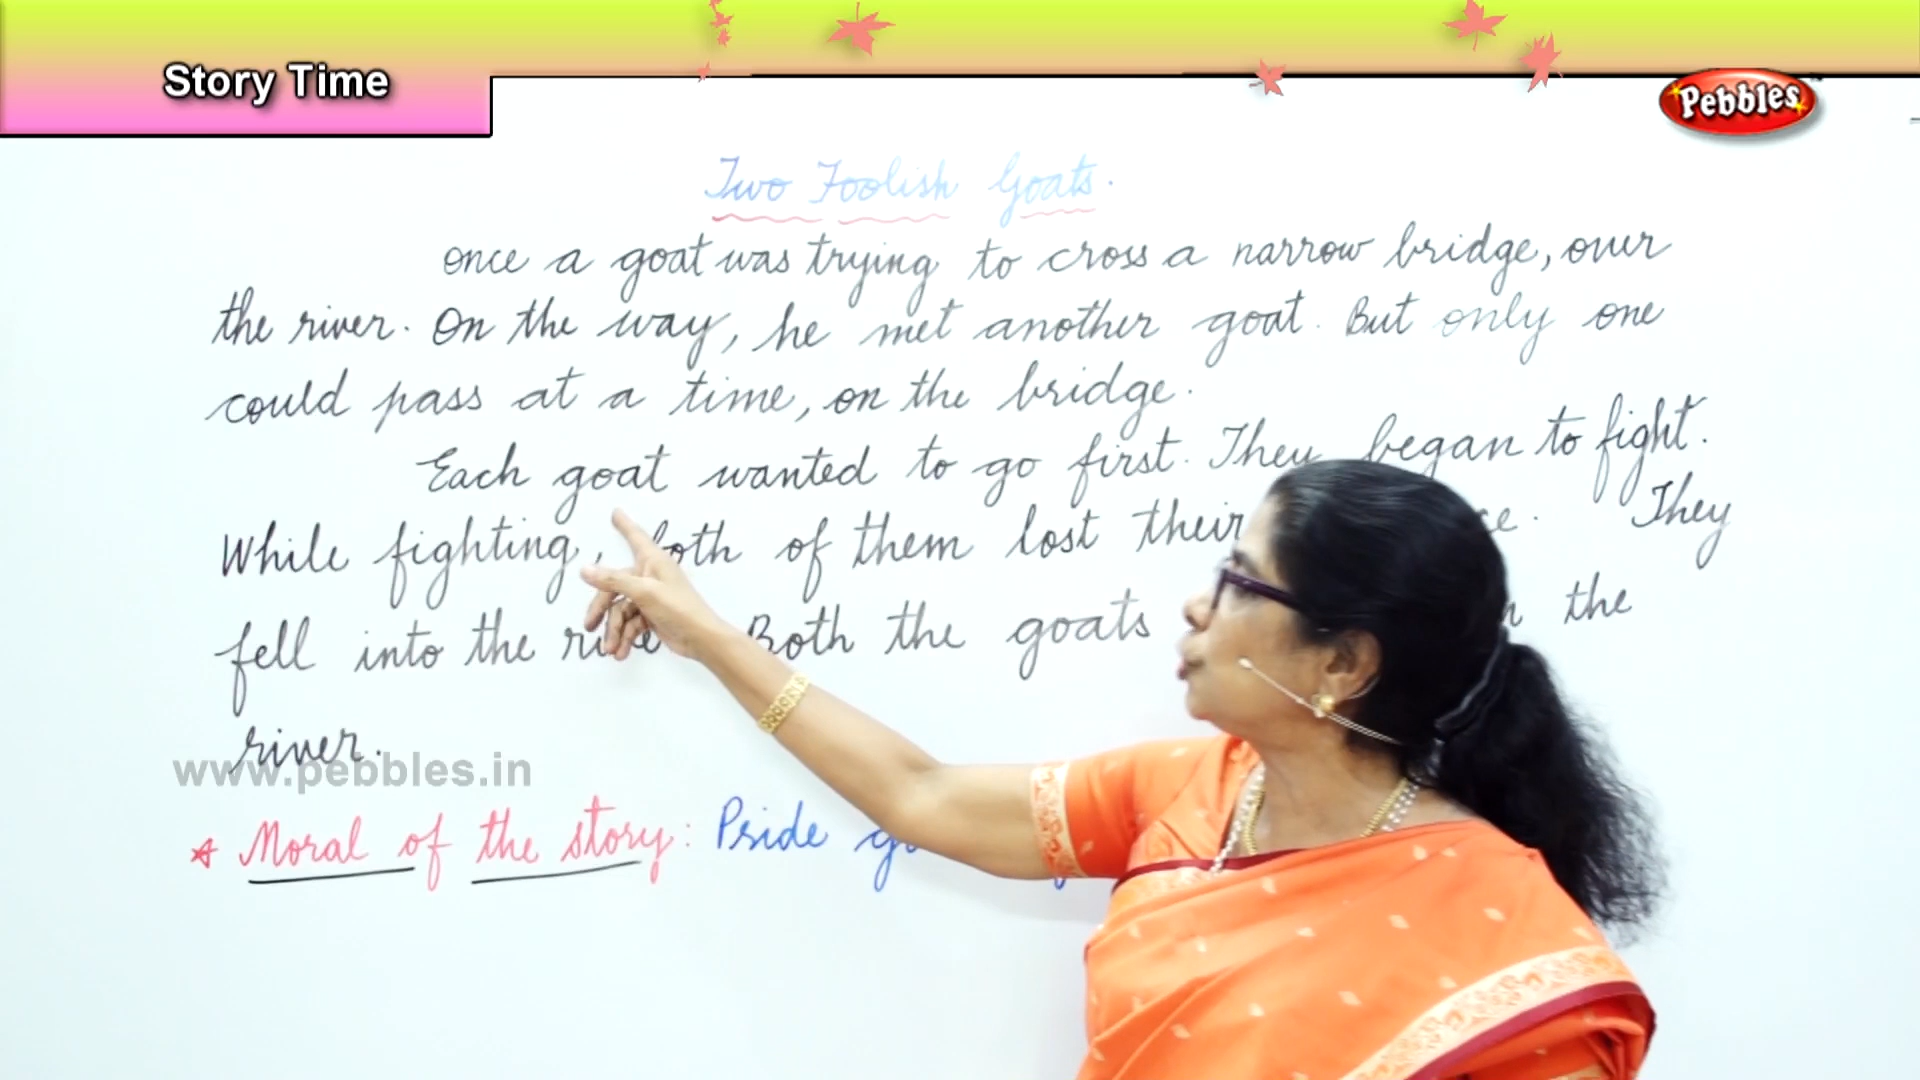 Story Time
Pebbles
Two Foolish Goats.
once a goat was trying to cross a narrow bridge, over
the river. On the way, he met another goat. But only one
could pass at a time, on the bridge.
Each goat wanted to go first. They began to fight.
While fighting, both of them lost their They
fell into the Both the goats the
river.
www.pebbles.in
* Moral of the story: Pride